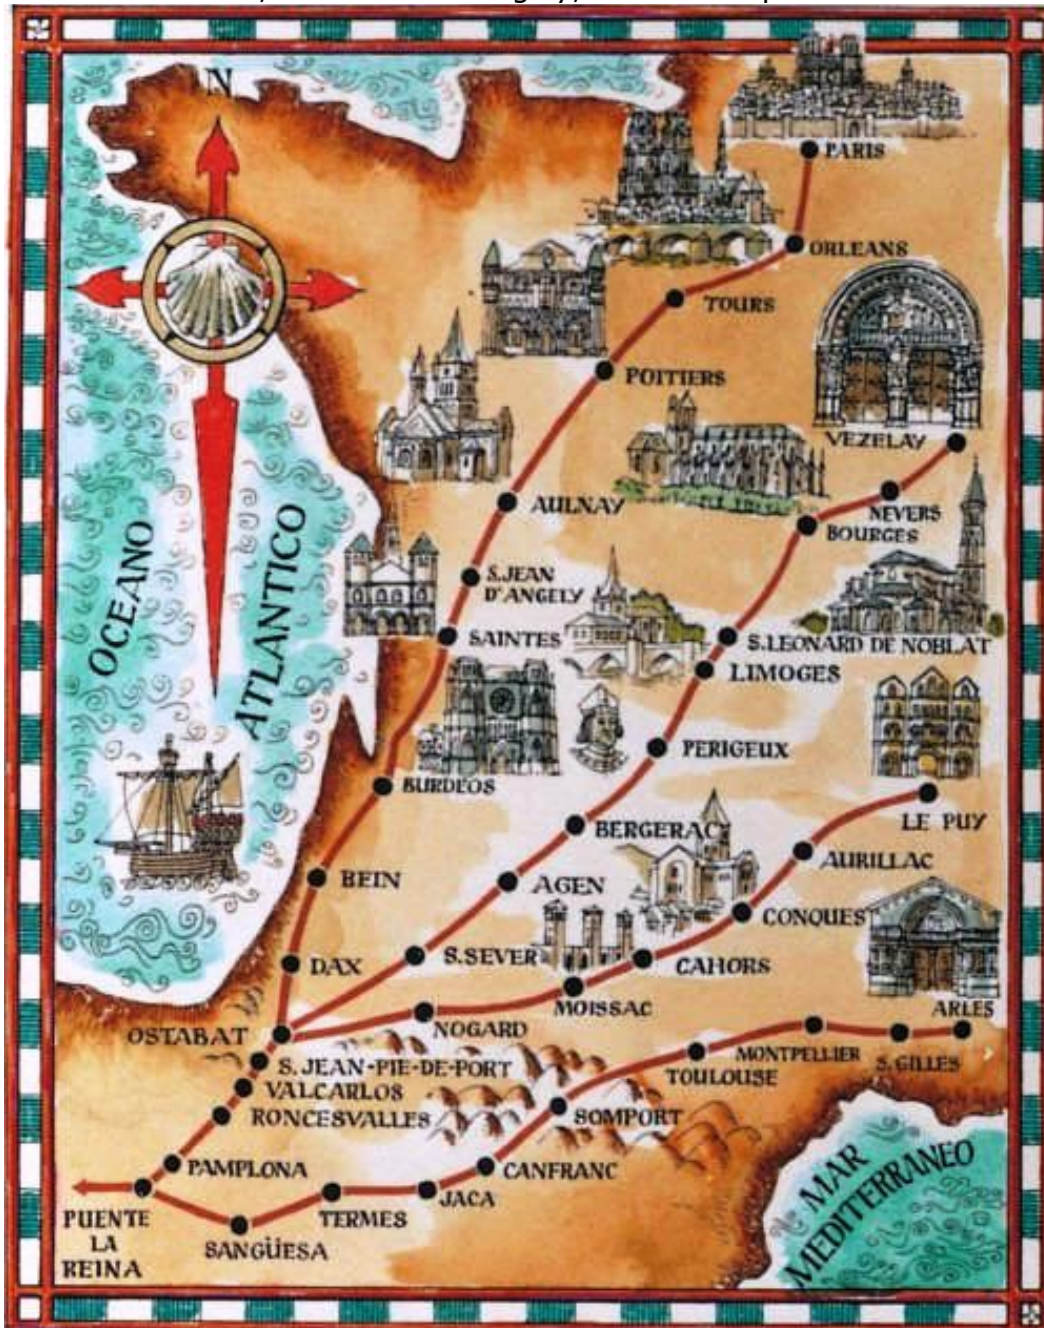 N
PARIS
ORLEANS
TOURS
POITIERS
VEZELAY
NEVERS
BOURGES
AULNAY
S. JEAN
D'ANGELY
SAINTES
S. LEONARD DE NOBLAT
LIMOGES
OCEANO
ATLANTICO
PERIGEUX
BURDEOS
LE PUY
BERGERAC
AURILLAC
BEIN
AGEN
CONQUES
DAX
S. SEVER
CAHORS
MOISSAC
ARLES
OSTABAT
NOGARD
MONTPELLIER
S. GILLES
S. JEAN-PIE-DE-PORT
TOULOUSE
VALCARLOS
RONCESVALLES
SOMPORT
PAMPLONA
CANFRANC
JACA
TERMES
PUENTE
LA
REINA
SANGÜESA
MAR
MEDITERRANEO